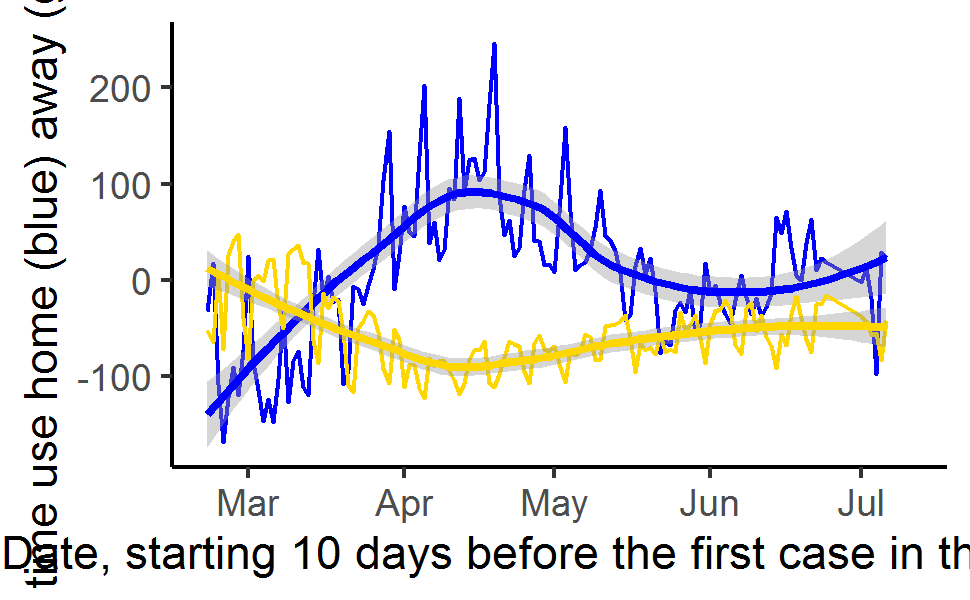 time use home (blue) away (
200
100
0
-100
Mar Apr May Jun Jul
Date, starting 10 days before the first case in th